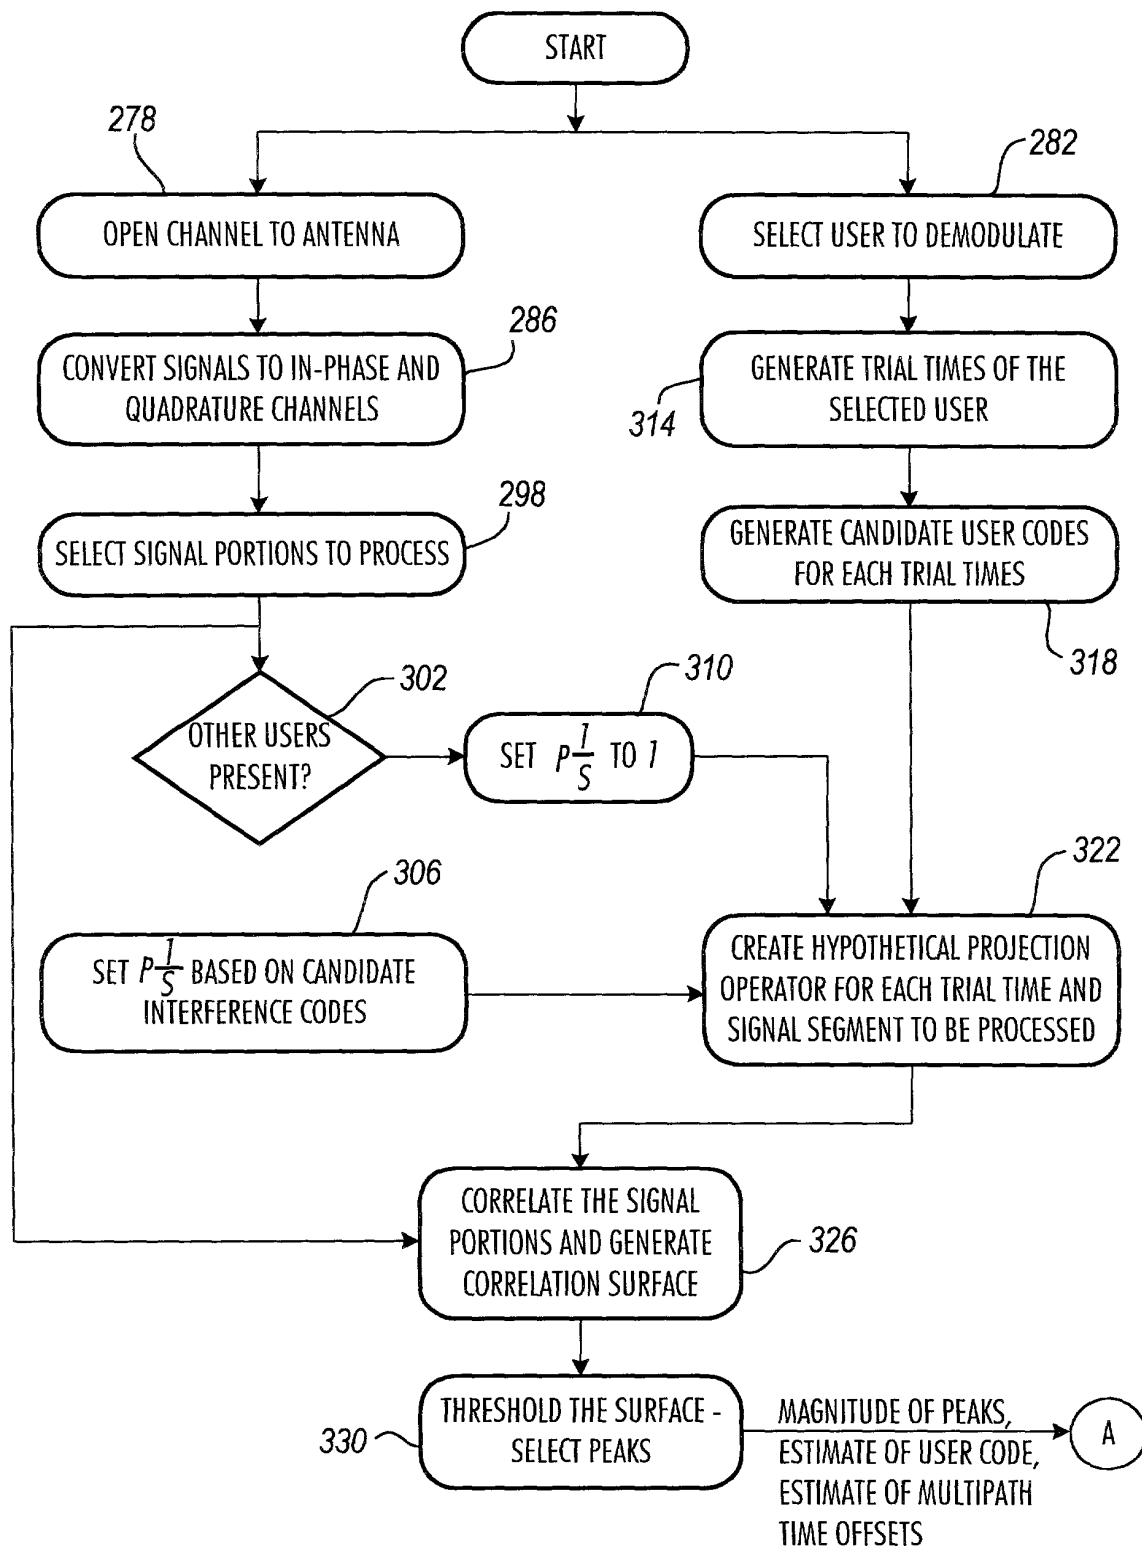 START
278
OPEN CHANNEL TO ANTENNA
282
SELECT USER TO DEMODULATE
286
CONVERT SIGNALS TO IN-PHASE AND
QUADRATURE CHANNELS
314
GENERATE TRIAL TIMES OF THE
SELECTED USER
298
SELECT SIGNAL PORTIONS TO PROCESS
GENERATE CANDIDATE USER CODES
FOR EACH TRIAL TIMES
318
302
OTHER USERS
PRESENT?
310
SET P 1/S TO 1
306
SET P 1/S BASED ON CANDIDATE
INTERFERENCE CODES
322
CREATE HYPOTHETICAL PROJECTION
OPERATOR FOR EACH TRIAL TIME AND
SIGNAL SEGMENT TO BE PROCESSED
CORRELATE THE SIGNAL
PORTIONS AND GENERATE
CORRELATION SURFACE
326
THRESHOLD THE SURFACE -
SELECT PEAKS
330
MAGNITUDE OF PEAKS,
ESTIMATE OF USER CODE,
ESTIMATE OF MULTIPATH
TIME OFFSETS
A